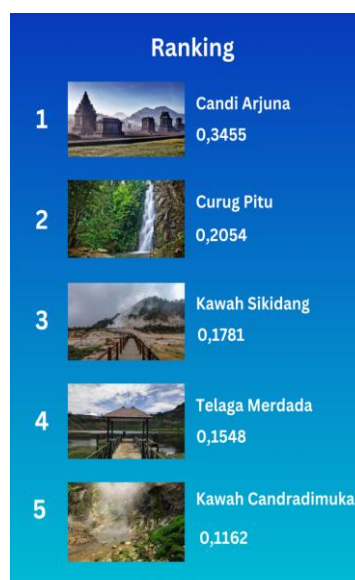 Ranking
1
Candi Arjuna
0,3455
2
Curug Pitu
0,2054
3
Kawah Sikidang
0,1781
4
Telaga Merdada
0,1548
5
Kawah Candradimuka
0,1162